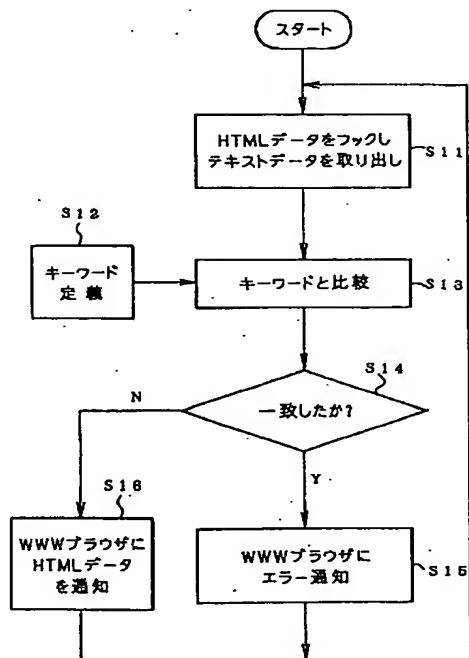 スタート
HTMLデータをフックし
テキストデータを取り出し
S11
S12
キーワード
定義
キーワードと比較
S13
S14
一致したか?
N
Y
S16
WWWブラウザに
HTMLデータ
を通知
WWWブラウザに
エラー通知
S15